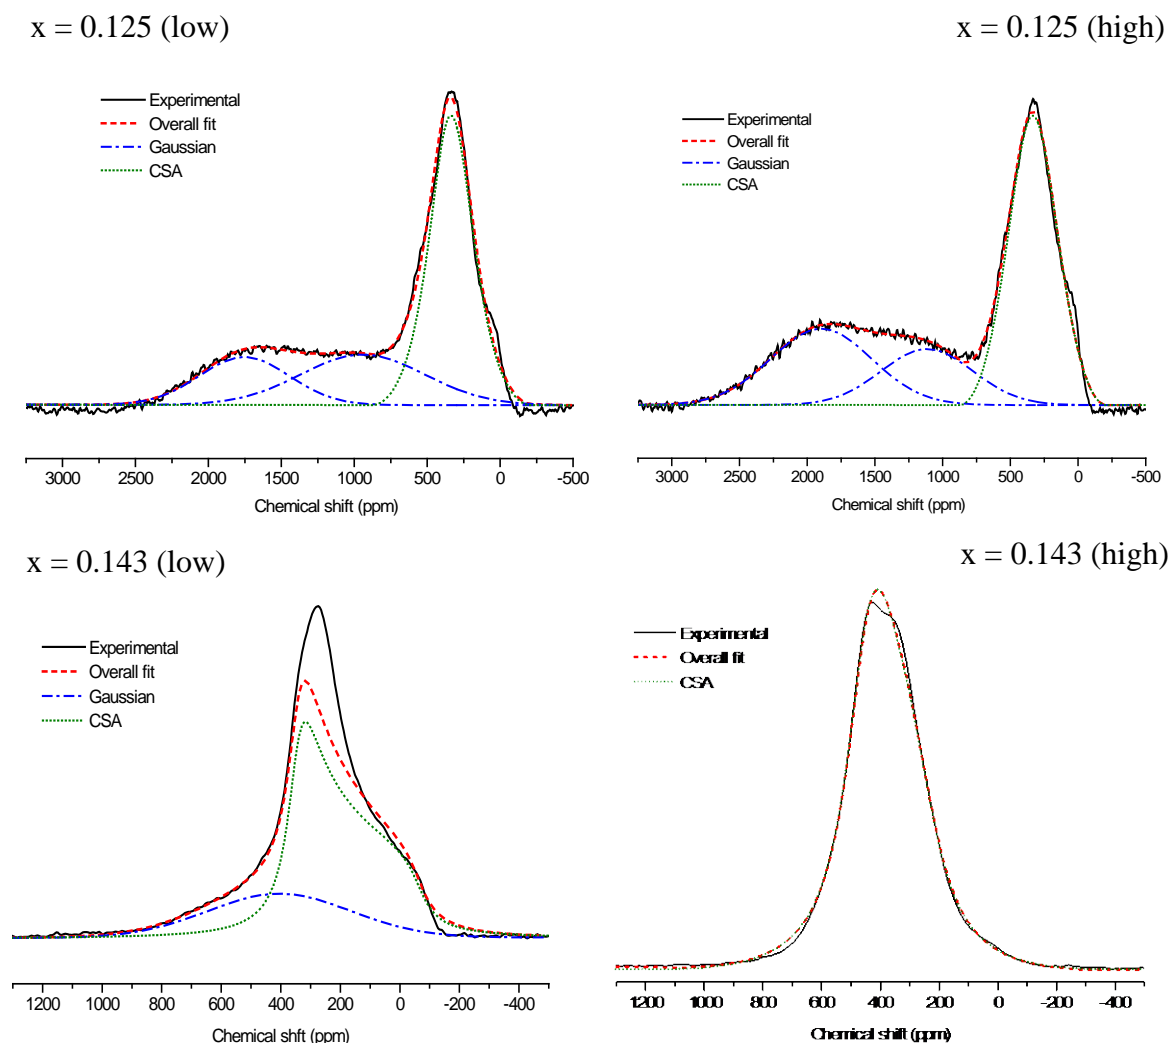 x = 0.125 (low)
x = 0.125 (high)
Experimental
Overall fit
Gaussian
CSA
3000 2500 2000 1500 1000 500 0 -500
Chemical shift (ppm)
Experimental
Overall fit
Gaussian
CSA
3000 2500 2000 1500 1000 500 0 -500
Chemical shift (ppm)
x = 0.143 (low)
x = 0.143 (high)
Experimental
Overall fit
Gaussian
CSA
1200 1000 800 600 400 200 0 -200 -400
Chemical shft (ppm)
Experimental
Overall fit
CSA
1200 1000 800 600 400 200 0 -200 -400
Chemical shift (ppm)